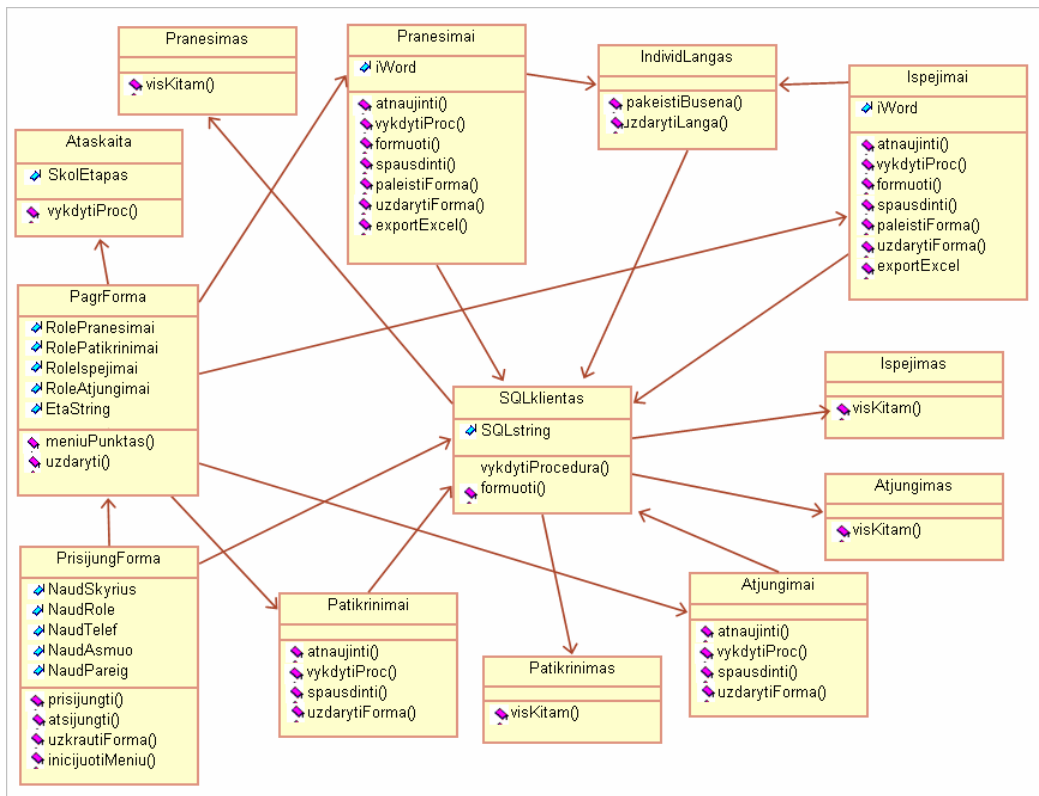 Pranesimas
visKitam()
Pranesimai
iWord
atnaujinti()
vykdytiProc()
formuoti()
spausdinti()
paleistiForma()
uzdarytiForma()
exportExcel()
IndividLangas
pakeistiBusena()
uzdarytiLanga()
Ispejimai
iWord
atnaujinti()
vykdytiProc()
formuoti()
spausdinti()
paleistiForma()
uzdarytiForma()
exportExcel
Ataskaita
SkolEtapas
vykdytiProc()
PagrForma
RolePranesimai
RolePatikrinimai
RoleIspejimai
RoleAtjungimai
EtaString
meniuPunktas()
uzdaryti()
SQLklientas
SQLstring
vykdytiProcedura()
formuoti()
Ispejimas
visKitam()
Atjungimas
visKitam()
PrisijungForma
NaudSkyrius
NaudRole
NaudTelef
NaudAsmuo
NaudPareig
prisijungti()
atsijungti()
uzkrautiForma()
inicijuotiMeniu()
Patikrinimai
atnaujinti()
vykdytiProc()
spausdinti()
uzdarytiForma()
Patikrinimas
visKitam()
Atjungimai
atnaujinti()
vykdytiProc()
spausdinti()
uzdarytiForma()